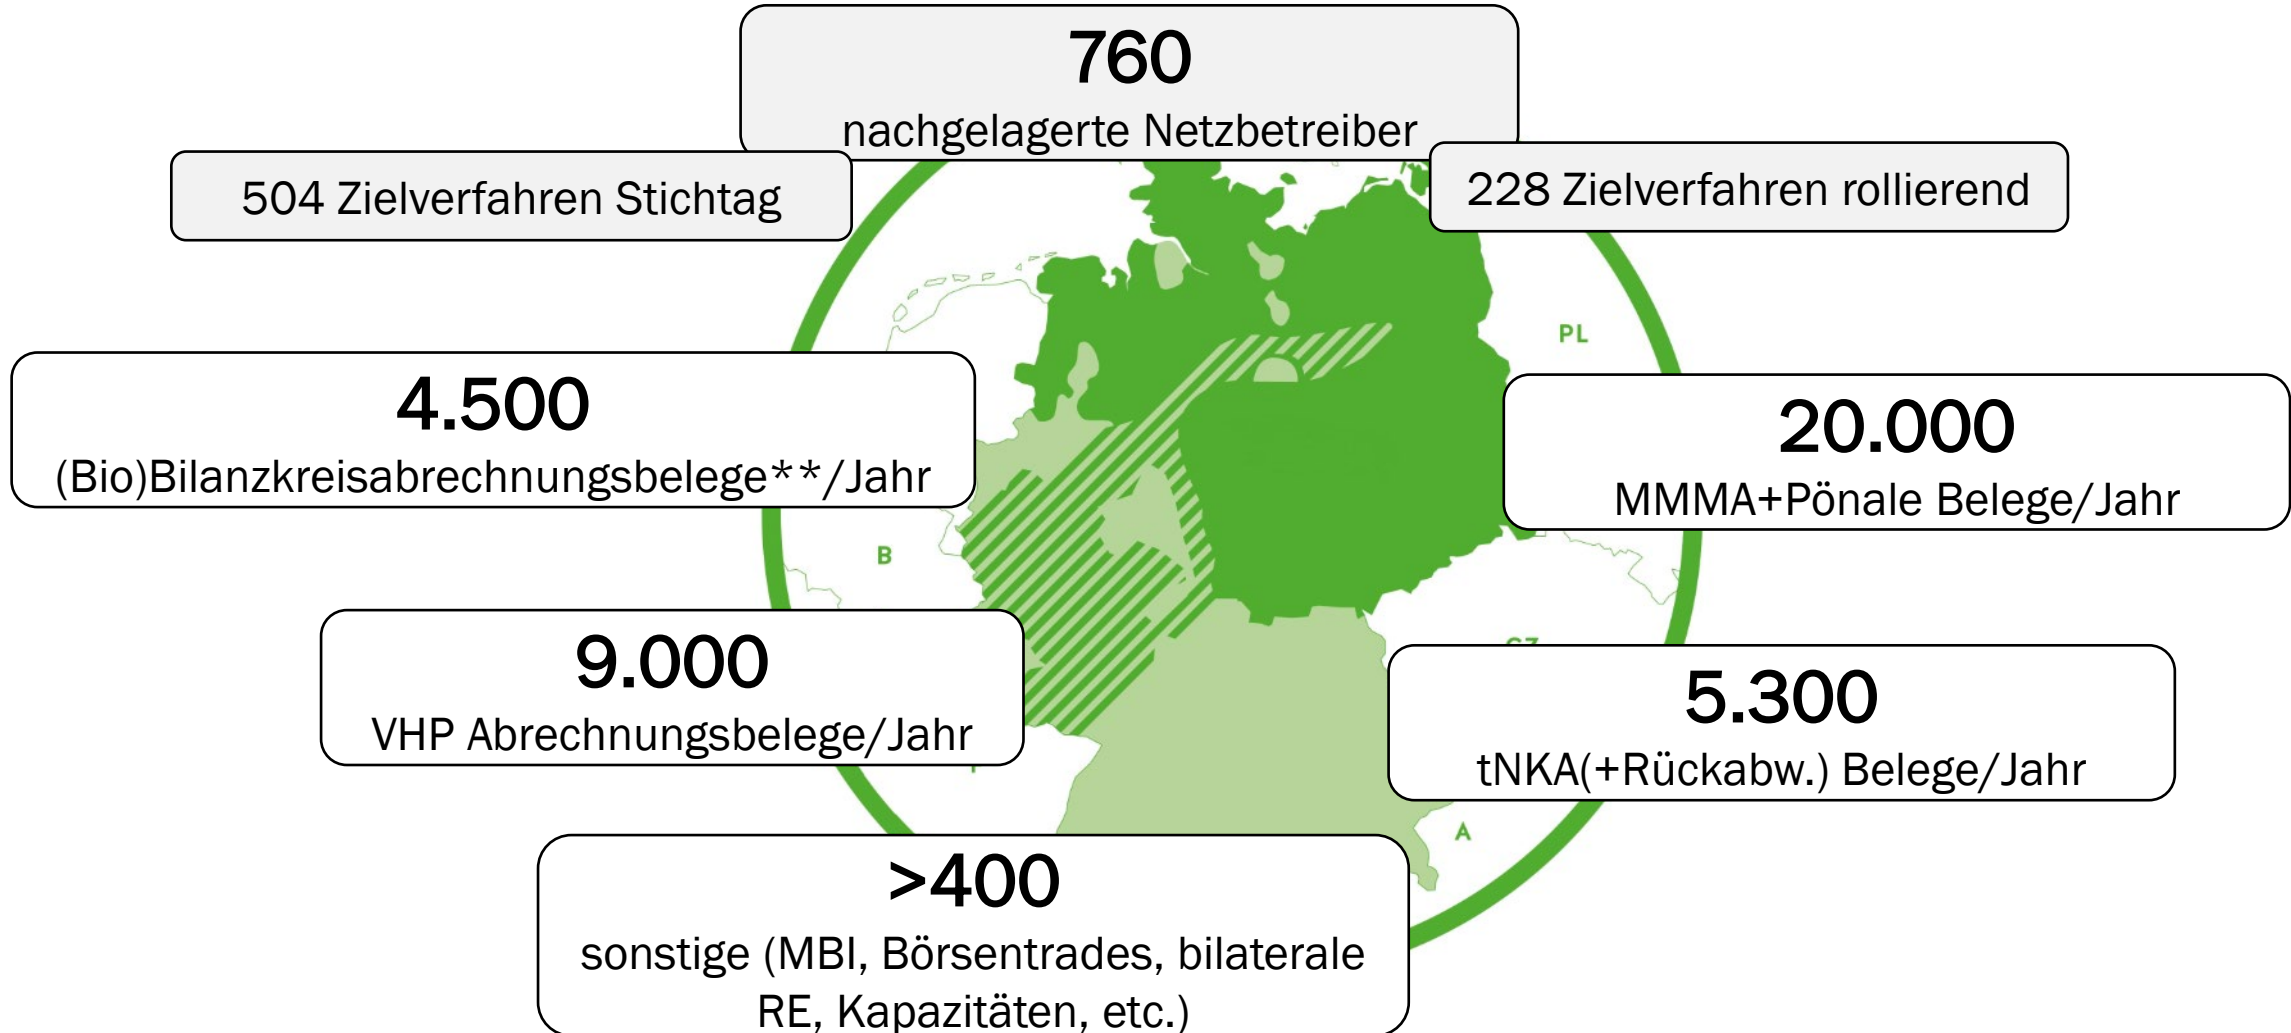 760
nachgelagerte Netzbetreiber
504 Zielverfahren Stichtag
228 Zielverfahren rollierend
PL
4.500
(Bio)Bilanzkreisabrechnungsbelege**/Jahr
20.000
MMMA+Pönale Belege/Jahr
B
9.000
VHP Abrechnungsbelege/Jahr
5.300
tNKA(+Rückabw.) Belege/Jahr
A
>400
sonstige (MBI, Börsentrades, bilaterale
RE, Kapazitäten, etc.)